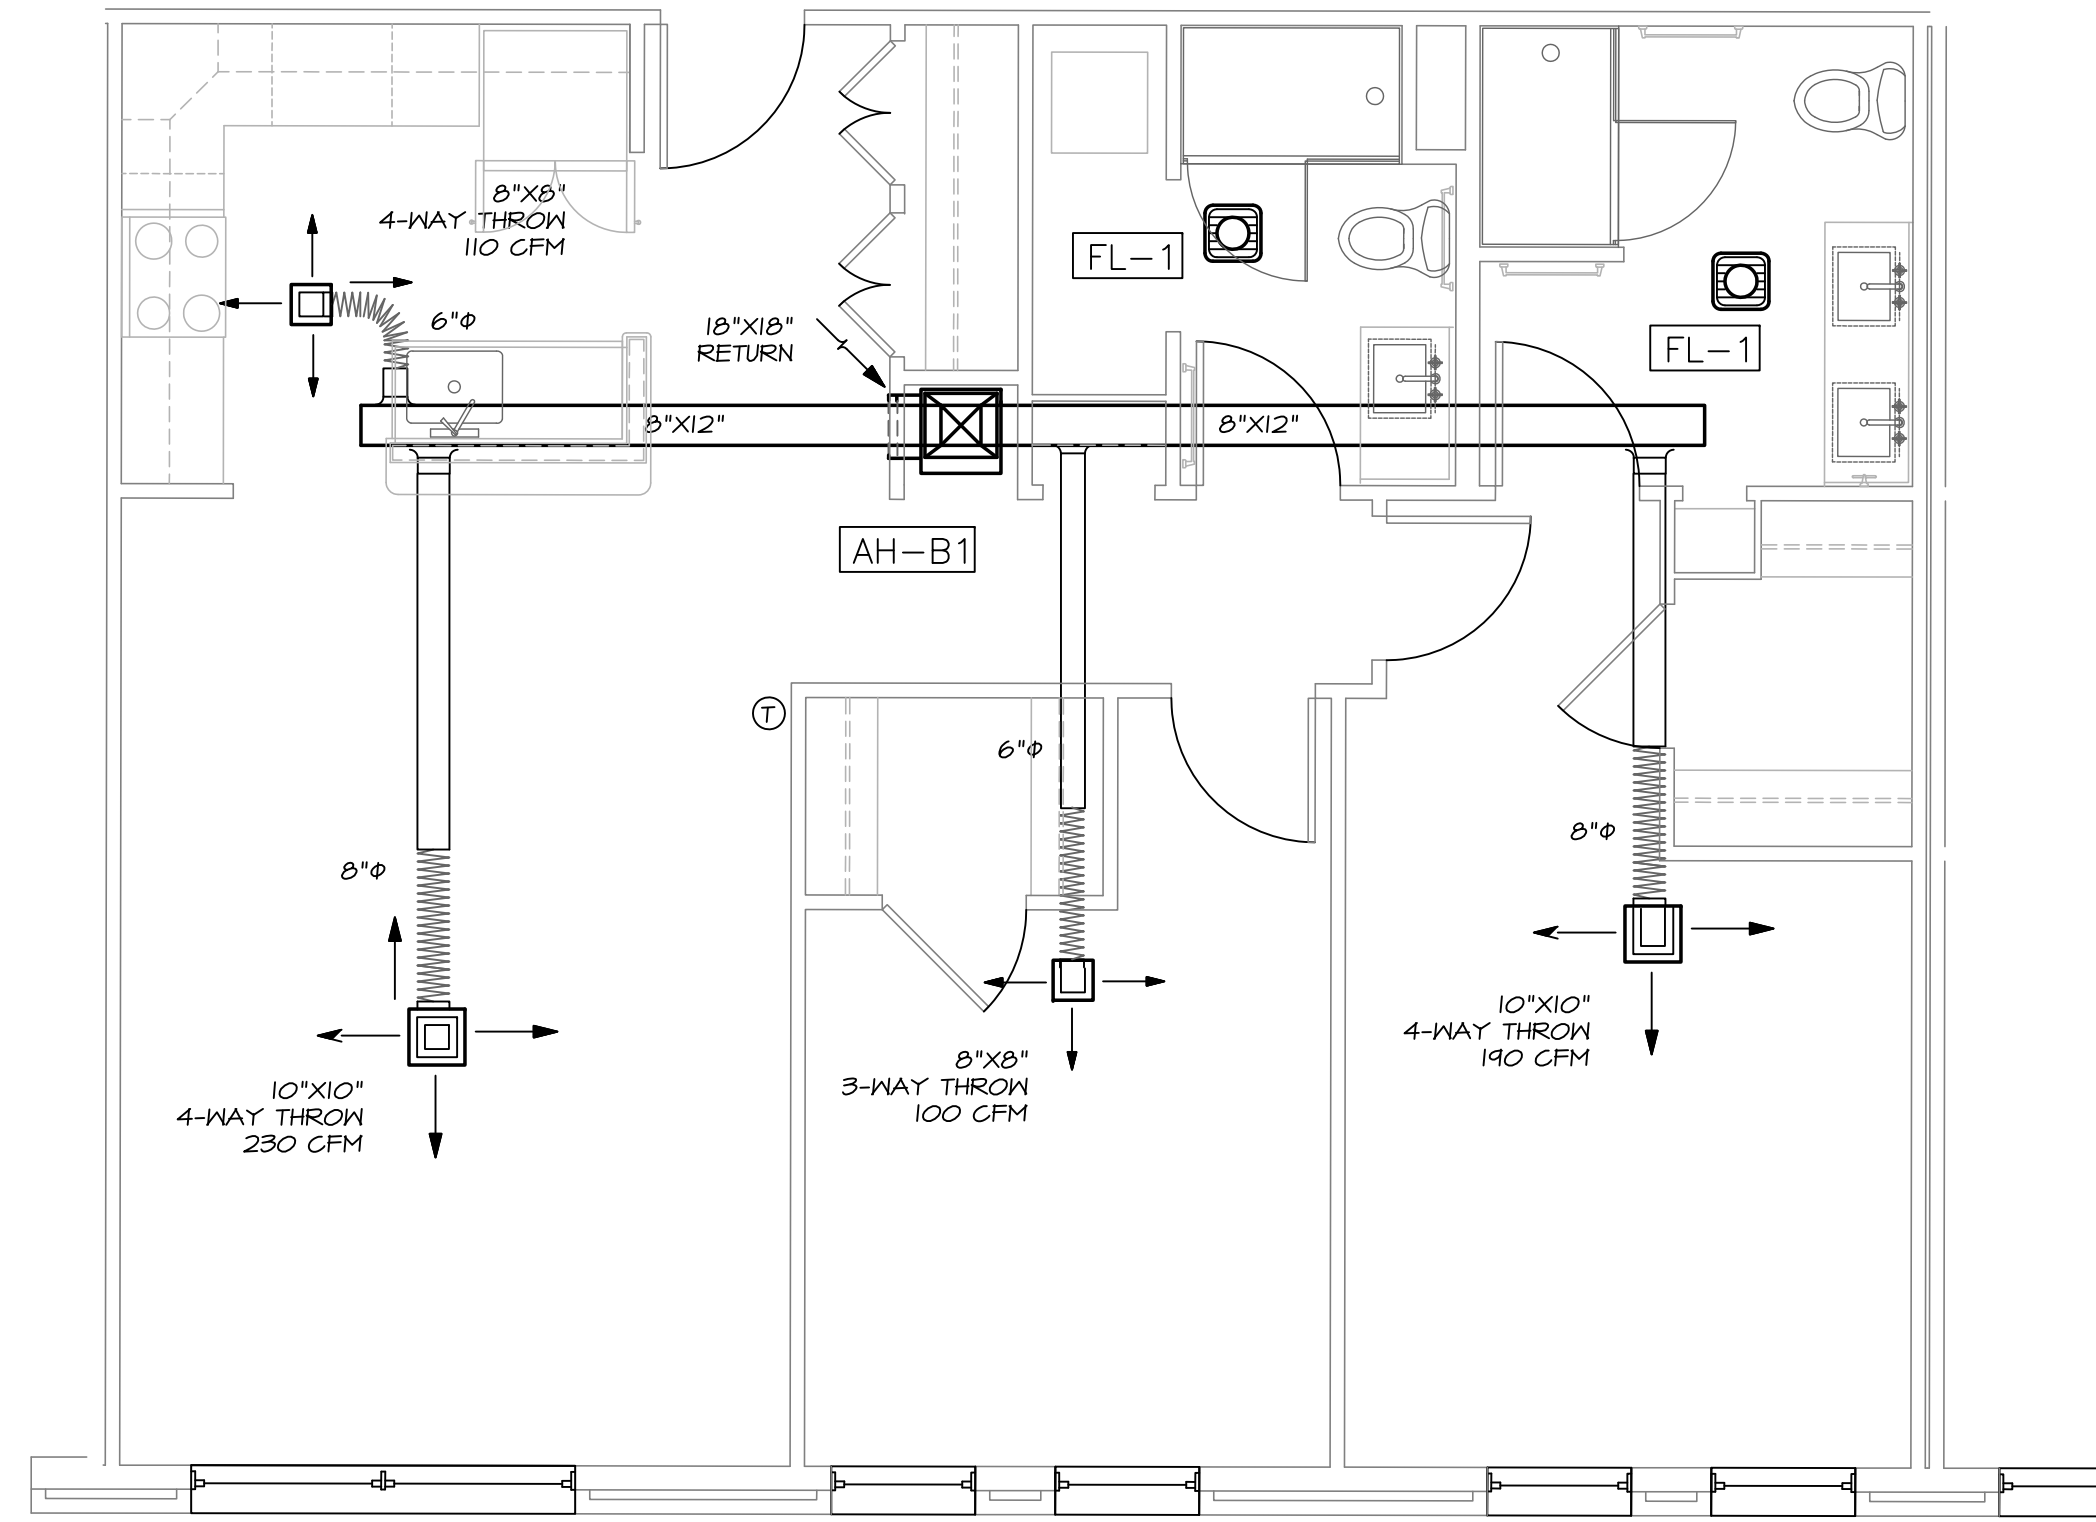 8"X8"
4-WAY THROW
110 CFM
FL-1
6"Φ
18"X18"
RETURN
FL-1
8"X12"
8"X12"
AH-B1
T
6"Φ
8"Φ
8"Φ
10"X10"
4-WAY THROW
190 CFM
8"X8"
3-WAY THROW
100 CFM
10"X10"
4-WAY THROW
230 CFM